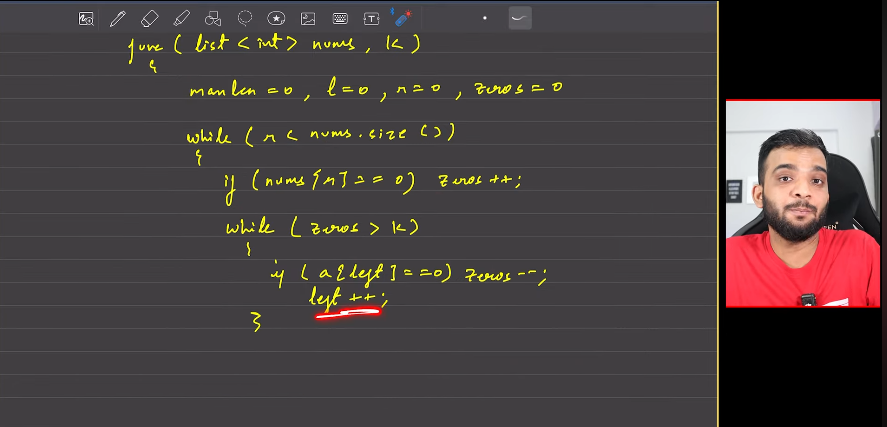 func ( list < int > nums , k )
{
maxlen = 0 , l = 0 , r = 0 , zeros = 0
while ( r < nums.size () )
{
if ( nums [r] == 0 ) zeros ++;
while ( zeros > k )
{
if ( a[left] == 0 ) zeros --;
left ++;
}